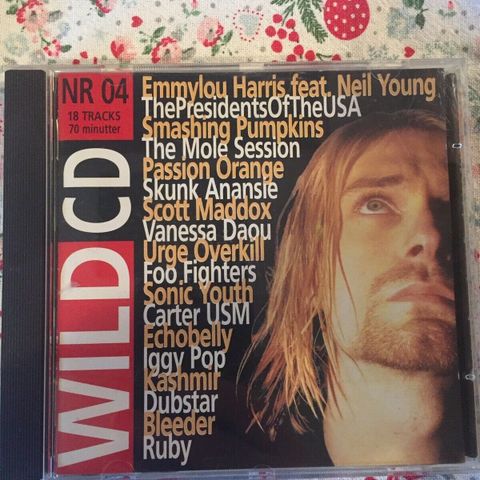 NR 04
18 TRACKS
70 minutter
WILD CD
Emmylou Harris feat. Neil Young
ThePresidentsOfTheUSA
Smashing Pumpkins
The Mole Session
Passion Orange
Skunk Anansie
Scott Maddox
Vanessa Daou
Urge Overkill
Foo Fighters
Sonic Youth
Carter USM
Echobelly
Iggy Pop
Kashmir
Dubstar
Bleeder
Ruby